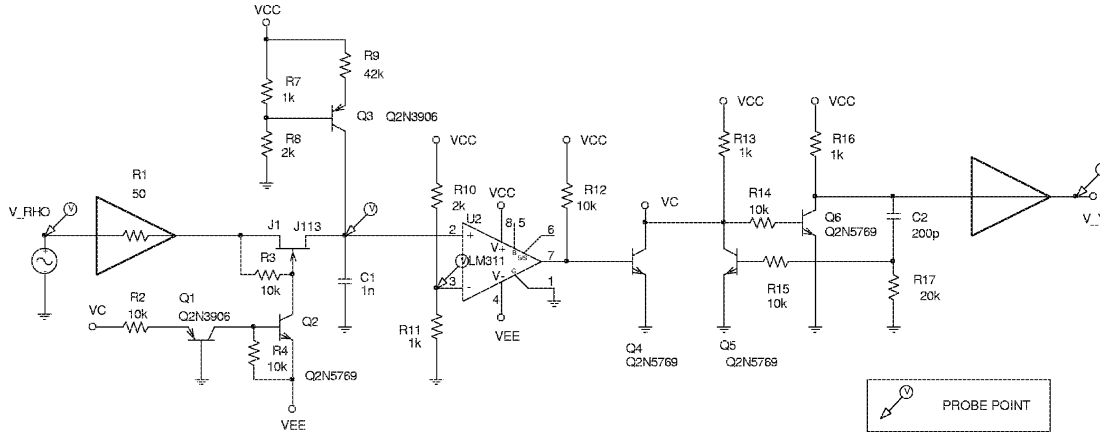 VCC
R7
1k
R9
42k
Q3 Q2N3906
R8
2k
VCC
VCC
VCC
R1
50
V_RHO
V
V
J1 J113
R3
10k
C1
1n
R10
2k
U2
VCC
8 5
2
+
V+
B
B/S
6
7
V
LM311
G
3
-
V-
4
1
VEE
R11
1k
VCC
R12
10k
VC
R13
1k
R14
10k
R16
1k
Q6
Q2N5769
C2
200p
R15
10k
R17
20k
VC
R2
10k
Q1
Q2N3906
Q2
R4
10k
Q2N5769
VEE
Q4
Q2N5769
Q5
Q2N5769
V
PROBE POINT